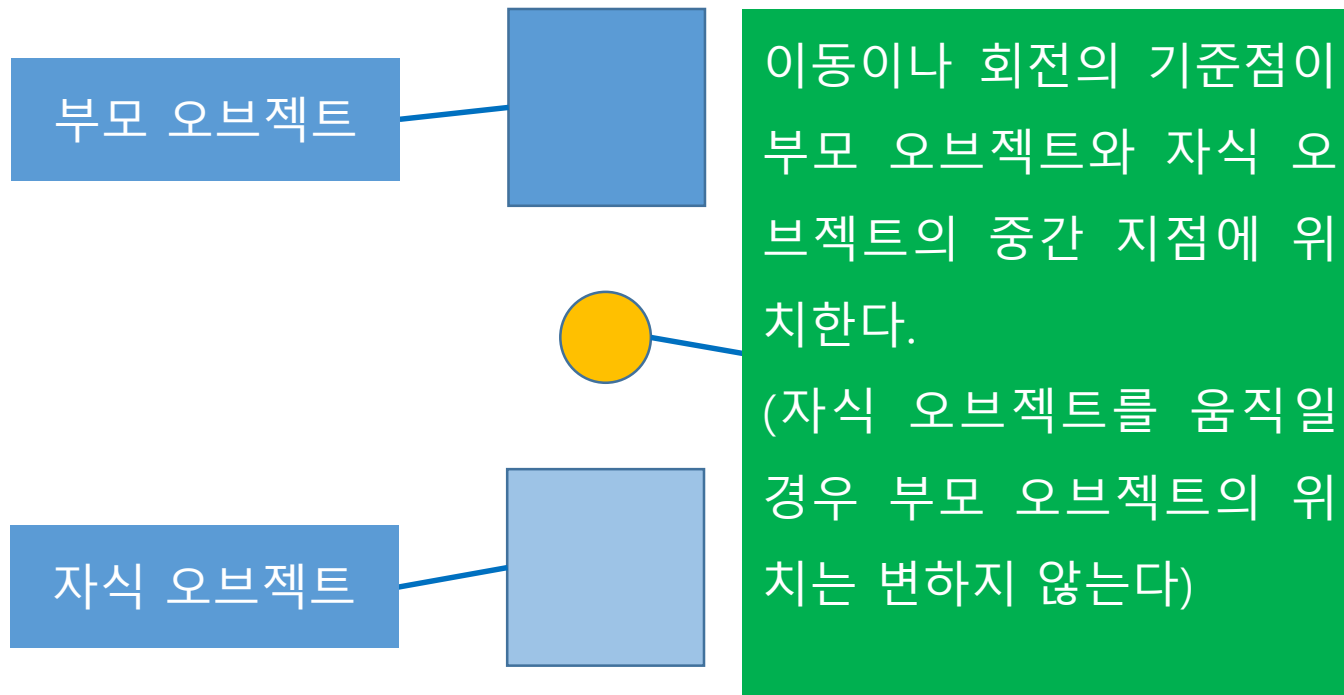 부모 오브젝트
이동이나 회전의 기준점이
부모 오브젝트와 자식 오
브젝트의 중간 지점에 위
치한다.
(자식 오브젝트를 움직일
경우 부모 오브젝트의 위
치는 변하지 않는다)
자식 오브젝트